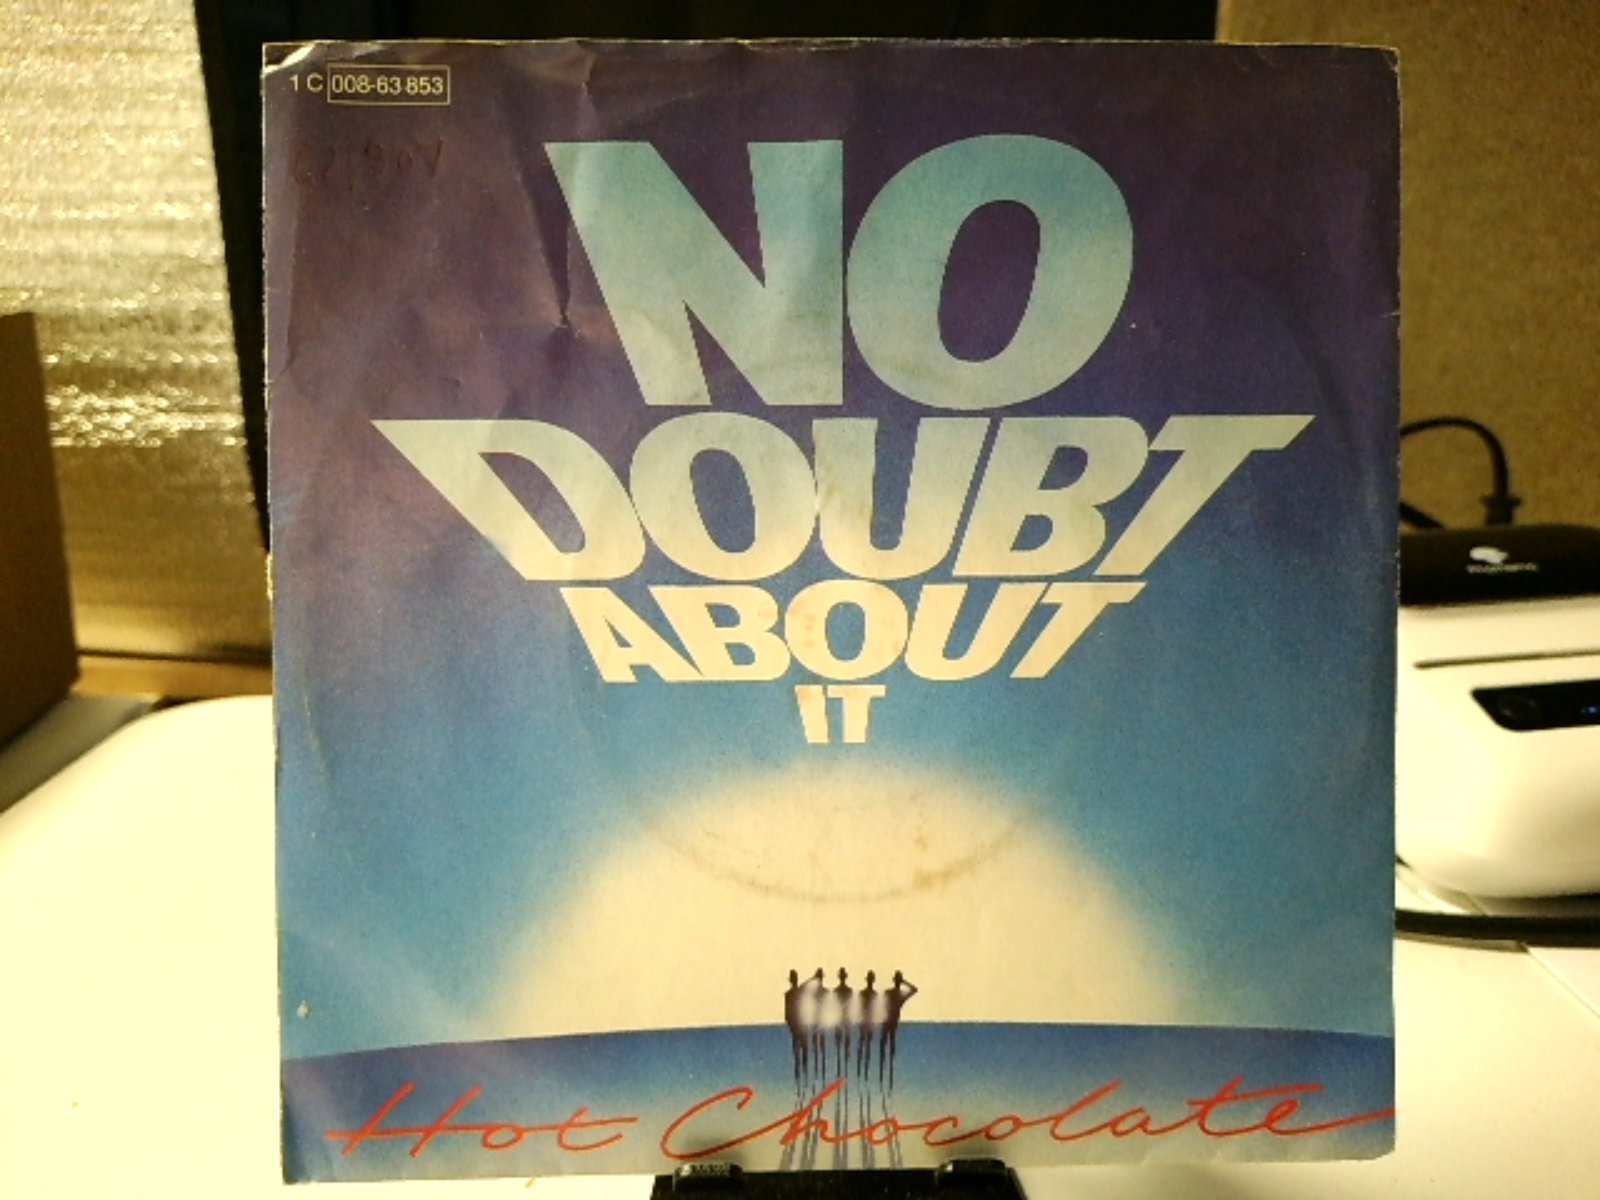 1 C 008-63 853
NO
DOUBT
ABOUT
IT
Hot Chocolate